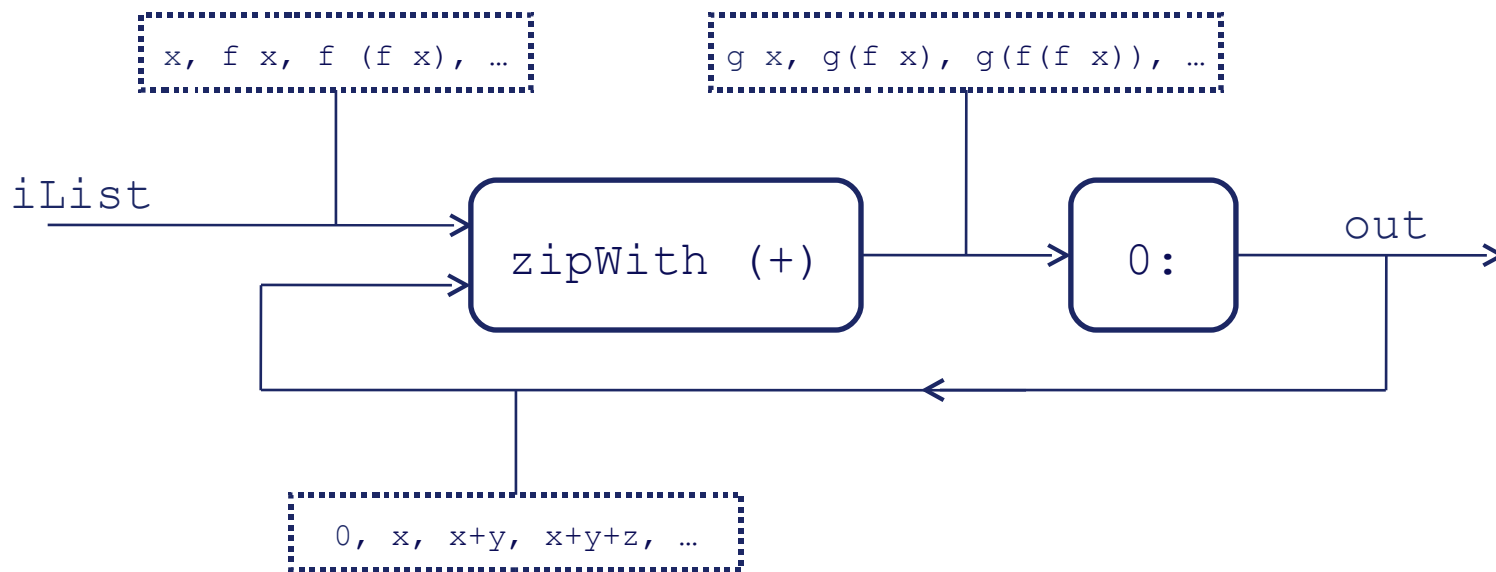 x, f x, f (f x), …
g x, g(f x), g(f(f x)), …
iList
zipWith (+)
0:
out
0, x, x+y, x+y+z, …